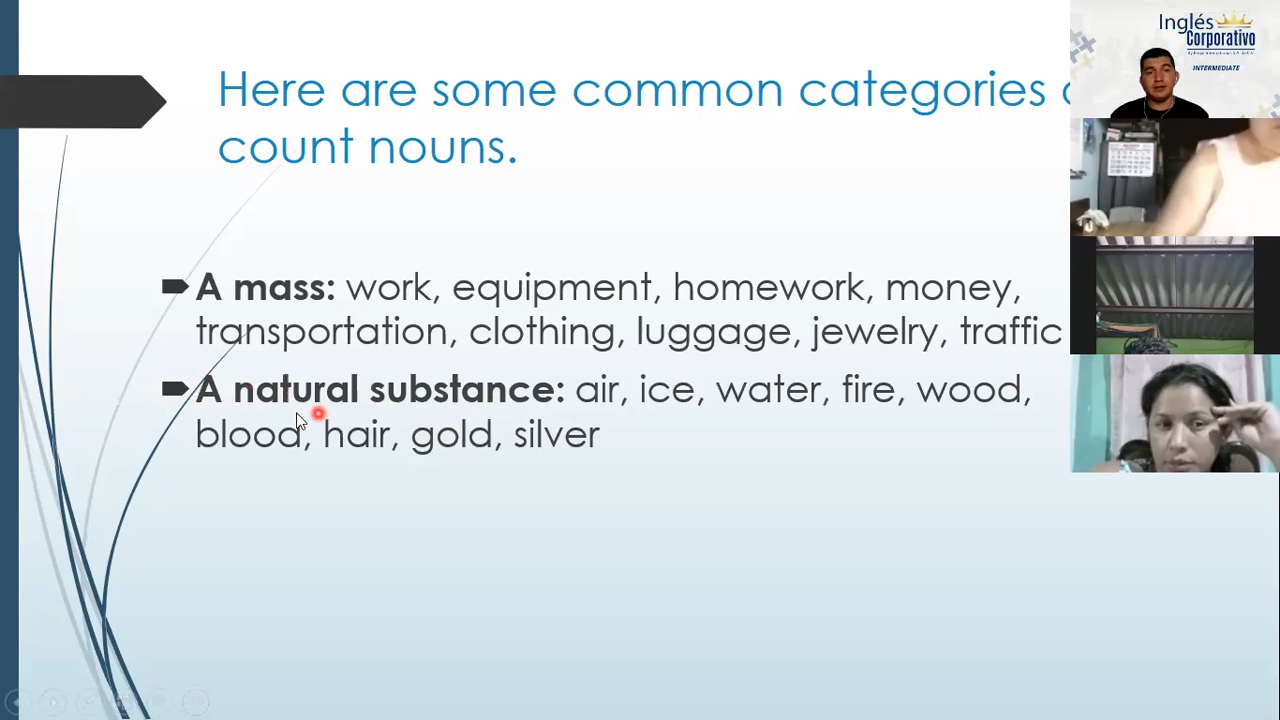 Here are some common categories
count nouns.
A mass: work, equipment, homework, money,
transportation, clothing, luggage, jewelry, traffic
A natural substance: air, ice, water, fire, wood,
blood, hair, gold, silver
Inglés
Corporativo
INTERMEDIATE